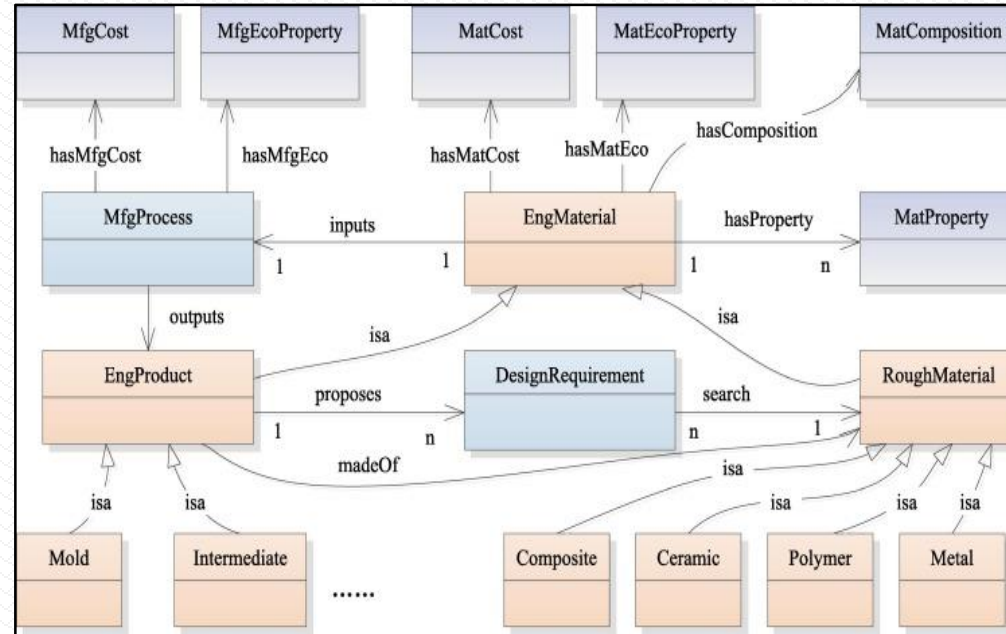 MfgCost
MfgEcoProperty
MatCost
MatEcoProperty
MatComposition
hasMfgCost
hasMfgEco
hasMatCost
hasMatEco
hasComposition
MfgProcess
inputs
1
1
EngMaterial
hasProperty
1
n
MatProperty
outputs
isa
isa
EngProduct
proposes
1
n
DesignRequirement
search
n
1
RoughMaterial
madeOf
isa
isa
isa
isa
isa
isa
Mold
Intermediate
......
Composite
Ceramic
Polymer
Metal